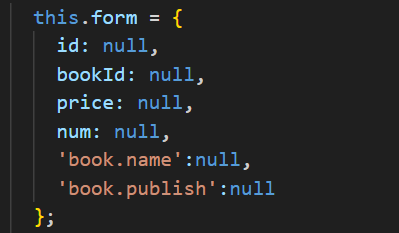 this.form = {
id: null,
bookId: null,
price: null,
num: null,
'book.name':null,
'book.publish':null
};